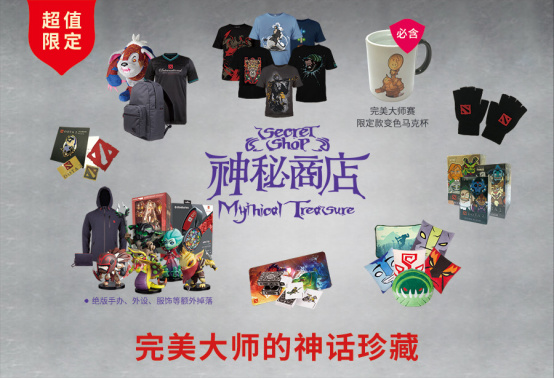 超值
限定
必含
完美大师赛
限定款变色马克杯
Secret
Shop
神秘商店
Mythical Treasure
◆ 绝版手办、外设、服饰等额外掉落
完美大师的神话珍藏